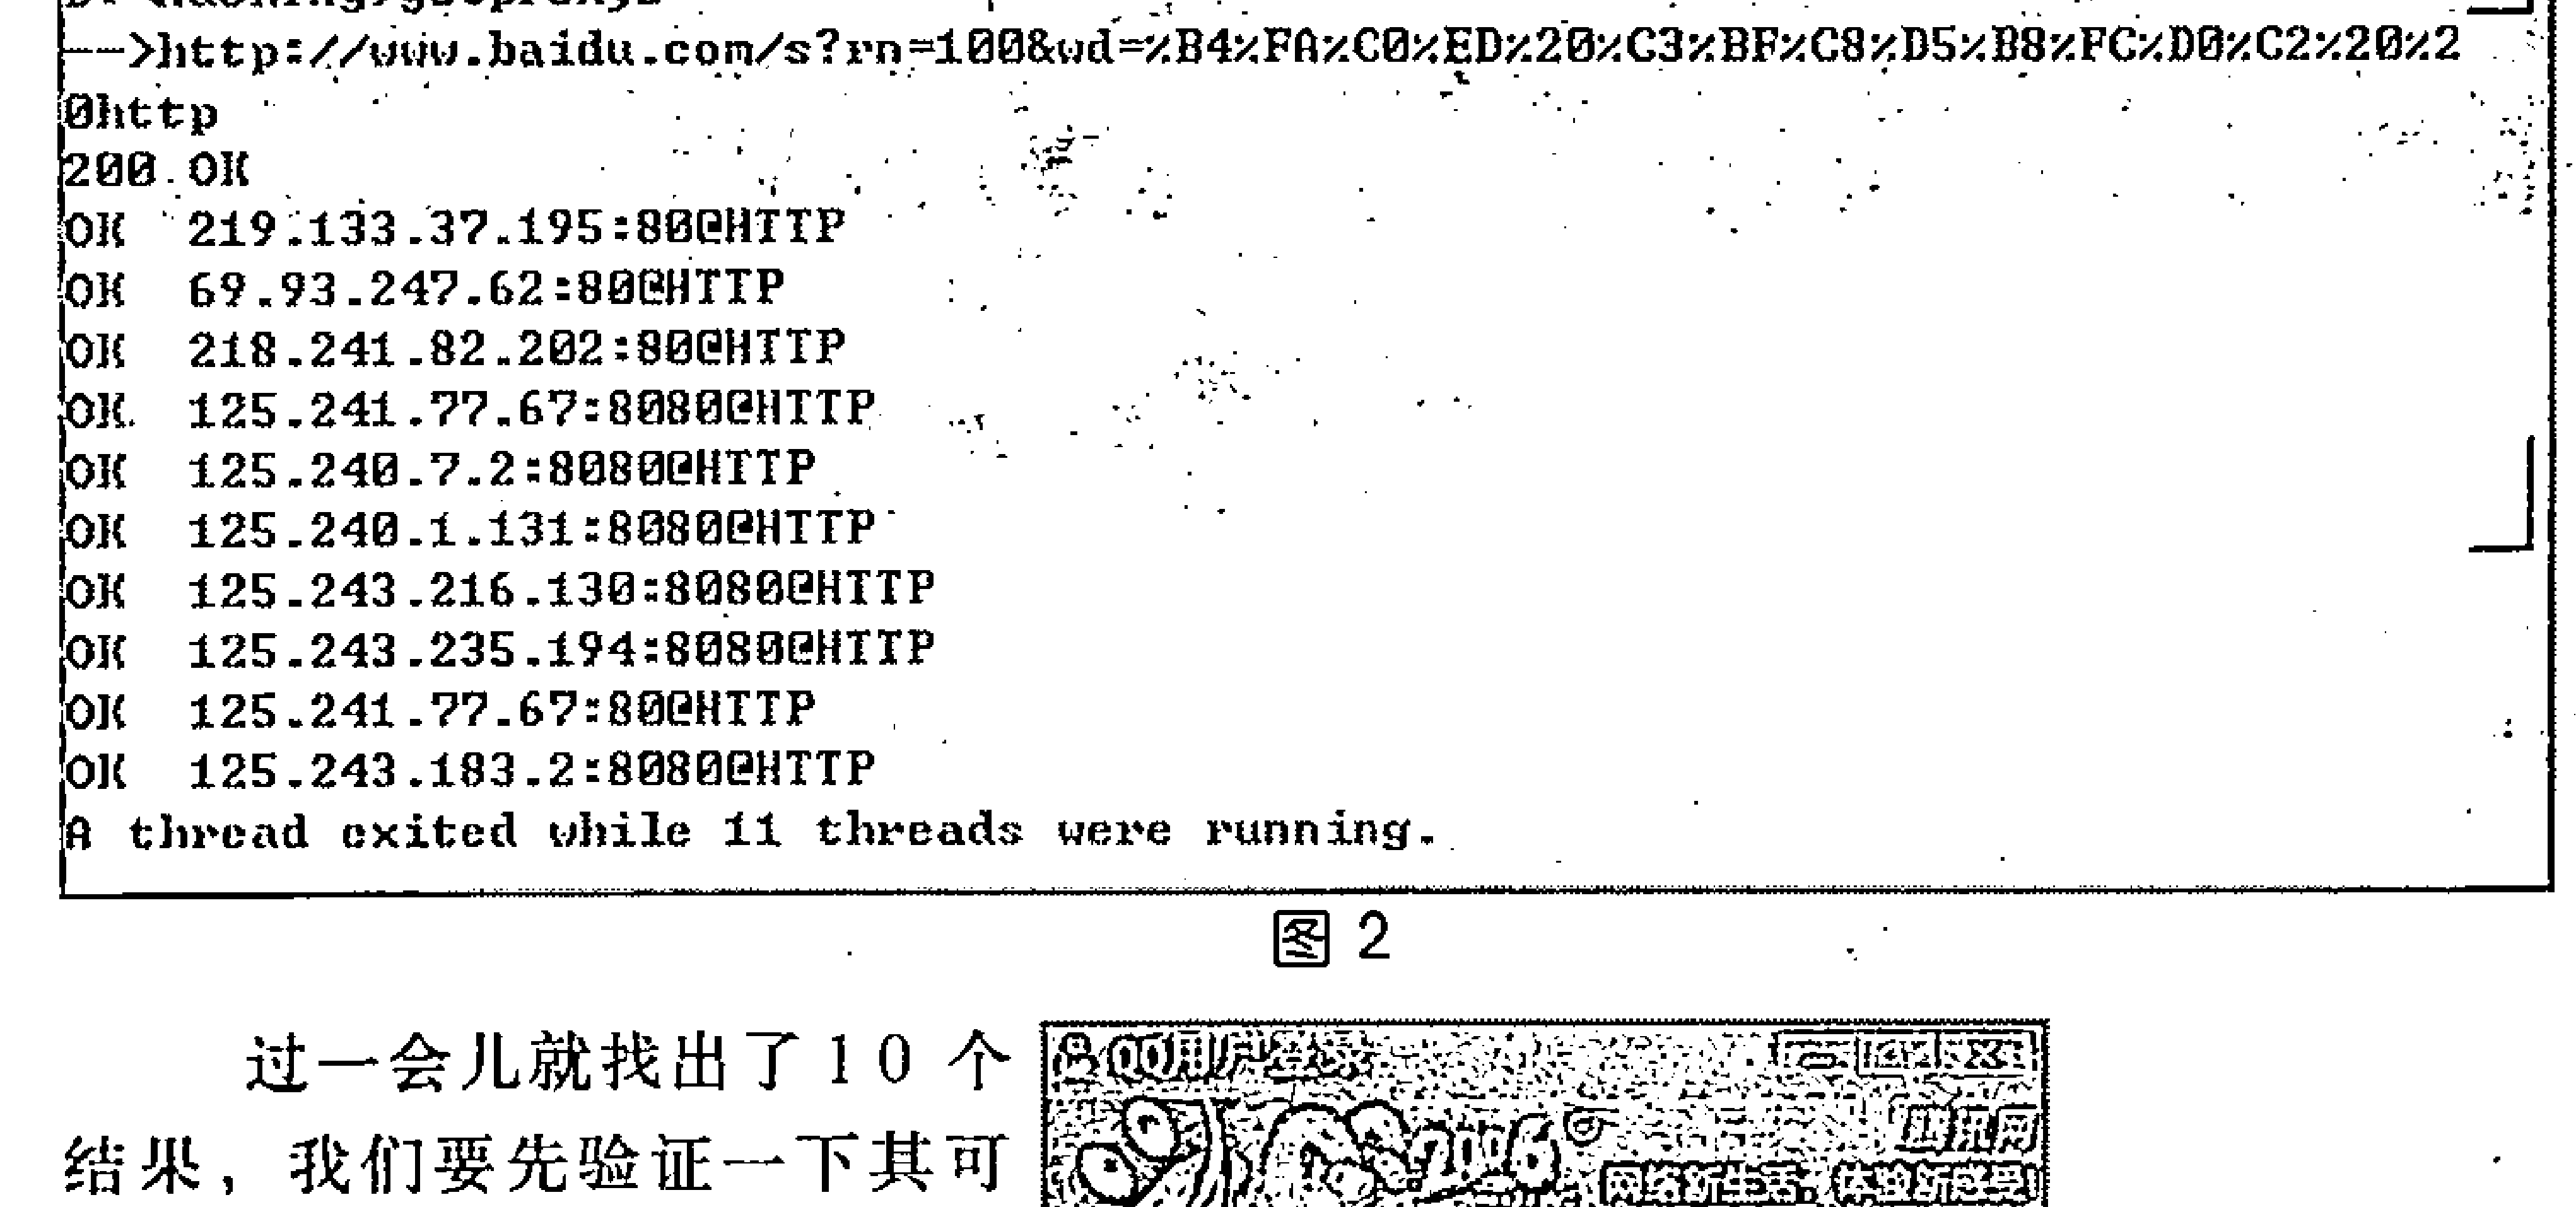 -->http://www.baidu.com/s?rn=100&wd=%B4%FA%C0%ED%20%C3%BF%C8%D5%B8%FC%D0%C2%20%2
0http
200 OK
OK 219.133.37.195:80@HTTP
OK 69.93.247.62:80@HTTP
OK 218.241.82.202:80@HTTP
OK 125.241.77.67:8080@HTTP
OK 125.240.7.2:8080@HTTP
OK 125.240.1.131:8080@HTTP
OK 125.243.216.130:8080@HTTP
OK 125.243.235.194:8080@HTTP
OK 125.241.77.67:80@HTTP
OK 125.243.183.2:8080@HTTP
A thread exited while 11 threads were running.
图 2
过一会儿就找出了10个
结果，我们要先验证一下其可
QQ用户登录
2006
腾讯网
网络新生活，体验新感受!